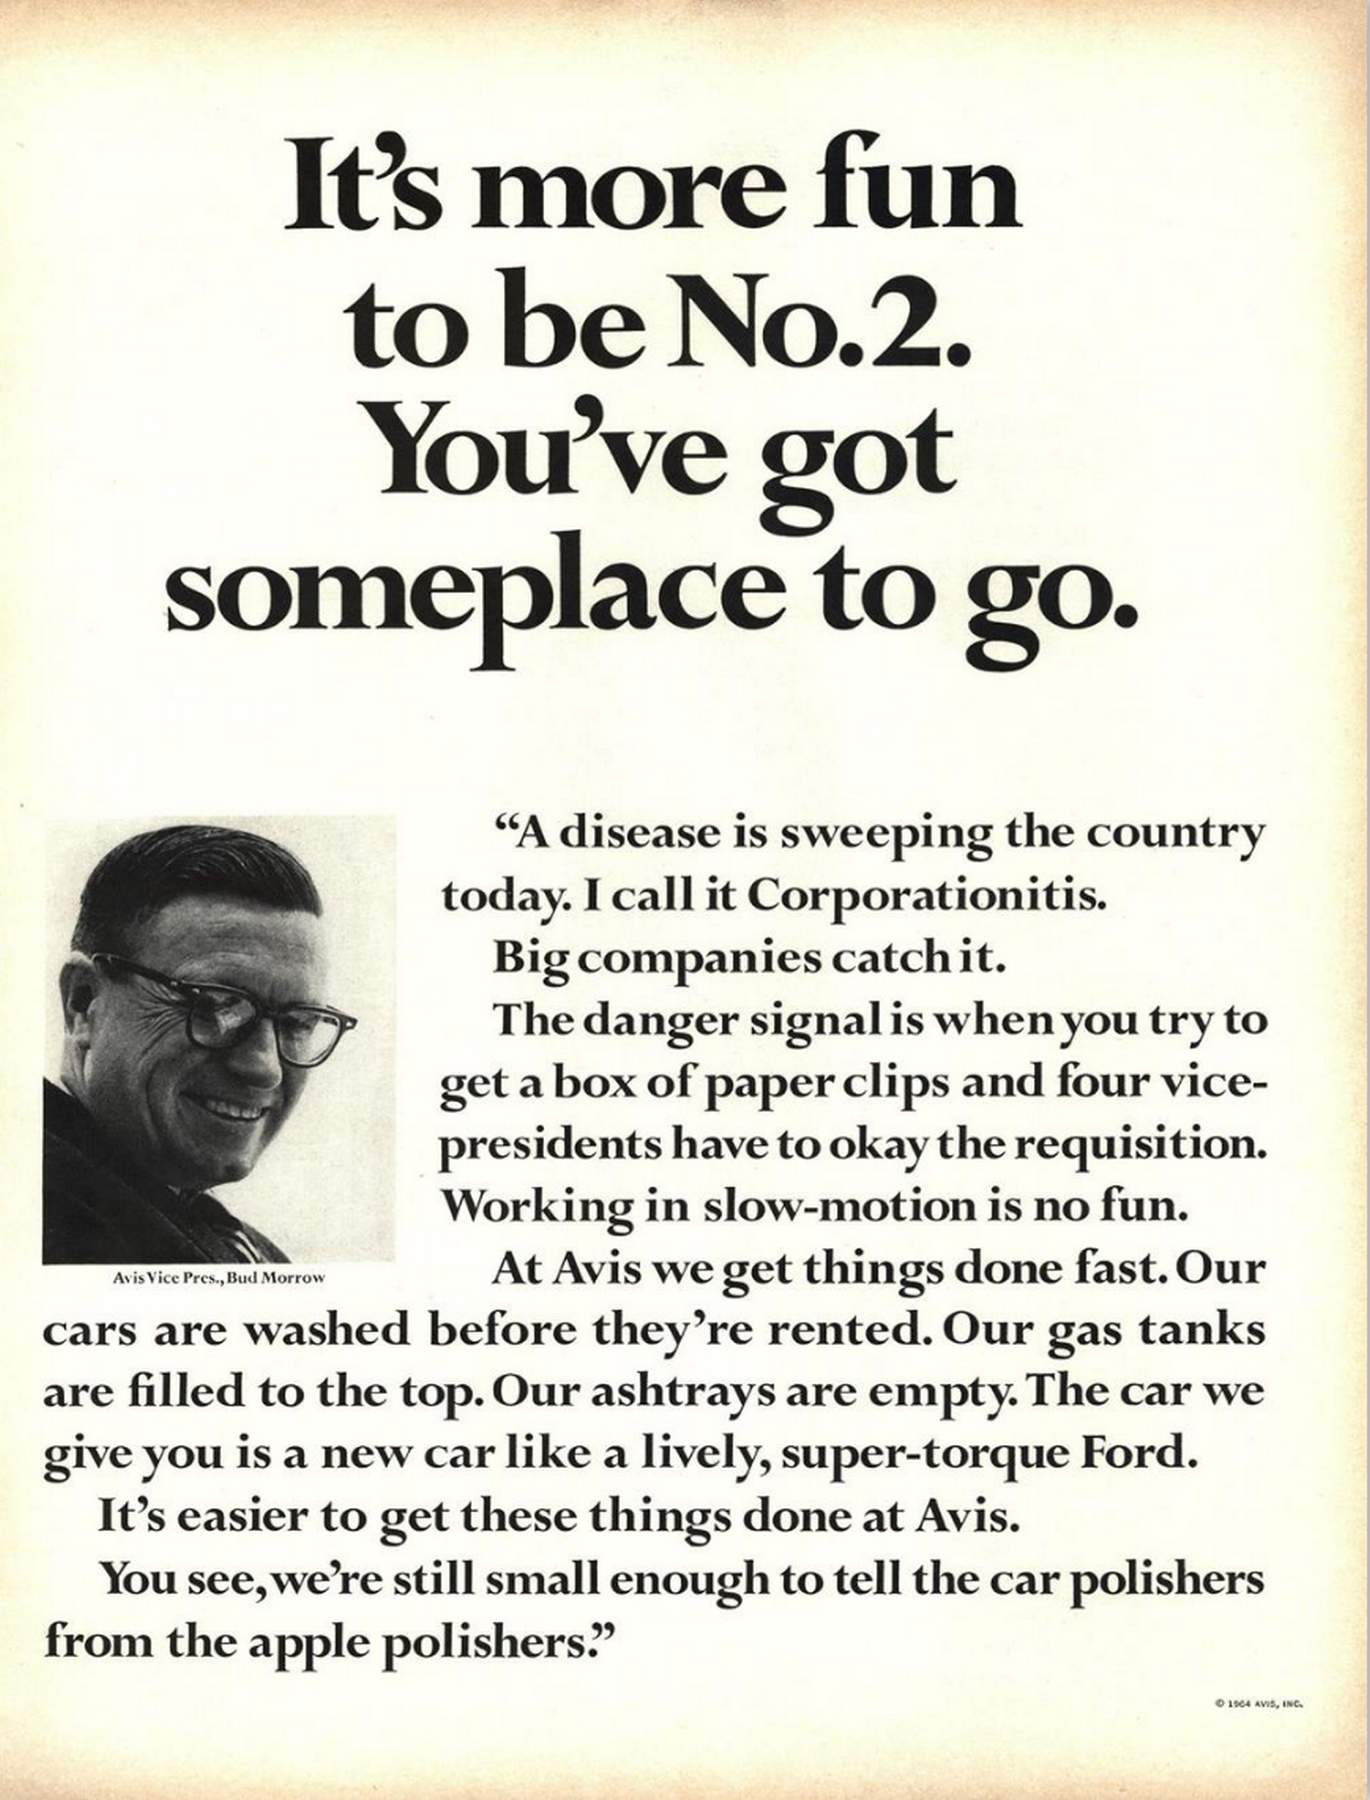 It's more fun
to be No.2.
You've got
someplace to go.
“A disease is sweeping the country
today. I call it Corporationitis.
Big companies catch it.
The danger signal is when you try to
get a box of paper clips and four vice-
presidents have to okay the requisition.
Working in slow-motion is no fun.
At Avis we get things done fast. Our
cars are washed before they're rented. Our gas tanks
are filled to the top. Our ashtrays are empty. The car we
give you is a new car like a lively, super-torque Ford.
It's easier to get these things done at Avis.
You see, we're still small enough to tell the car polishers
from the apple polishers.”
Avis Vice Pres., Bud Morrow
© 1964 AVIS, INC.